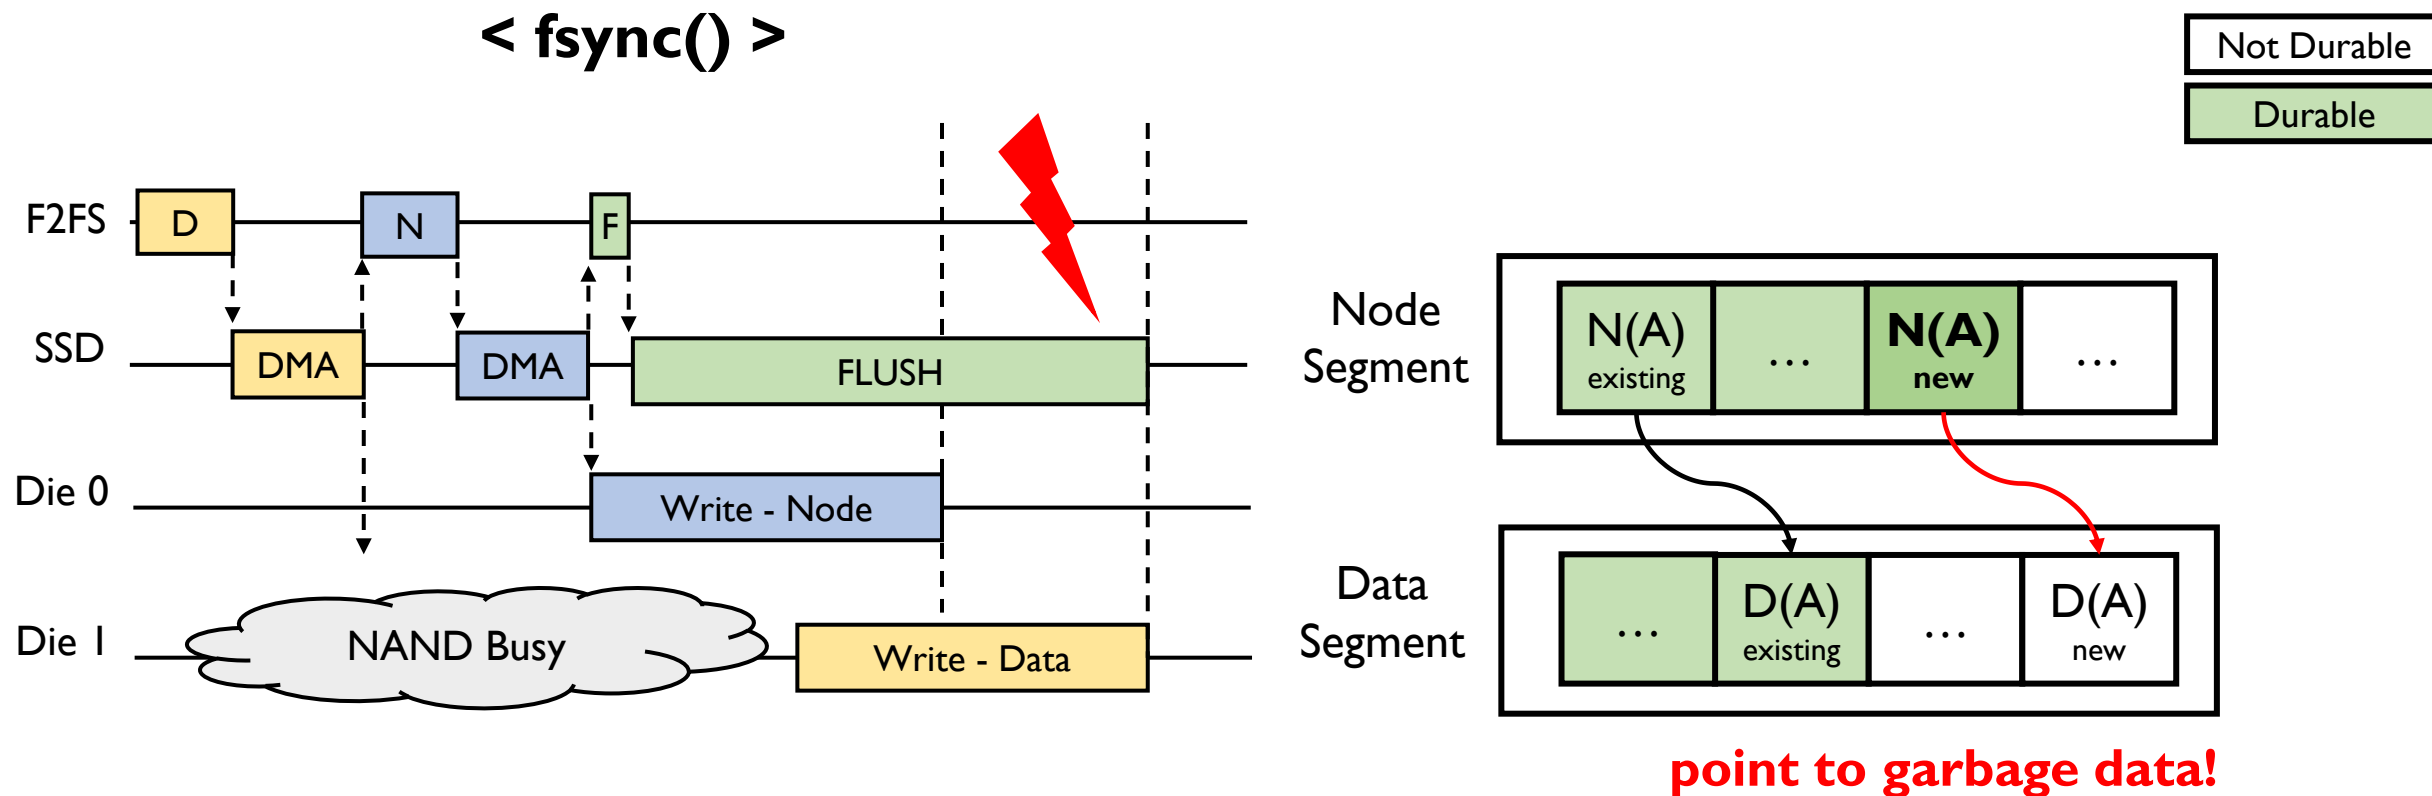 < fsync() >
Not Durable
Durable
F2FS
D
N
F
SSD
DMA
DMA
FLUSH
Die 0
Write - Node
Die 1
NAND Busy
Write - Data
Node
Segment
N(A)
existing
...
N(A)
new
...
Data
Segment
...
D(A)
existing
...
D(A)
new
point to garbage data!